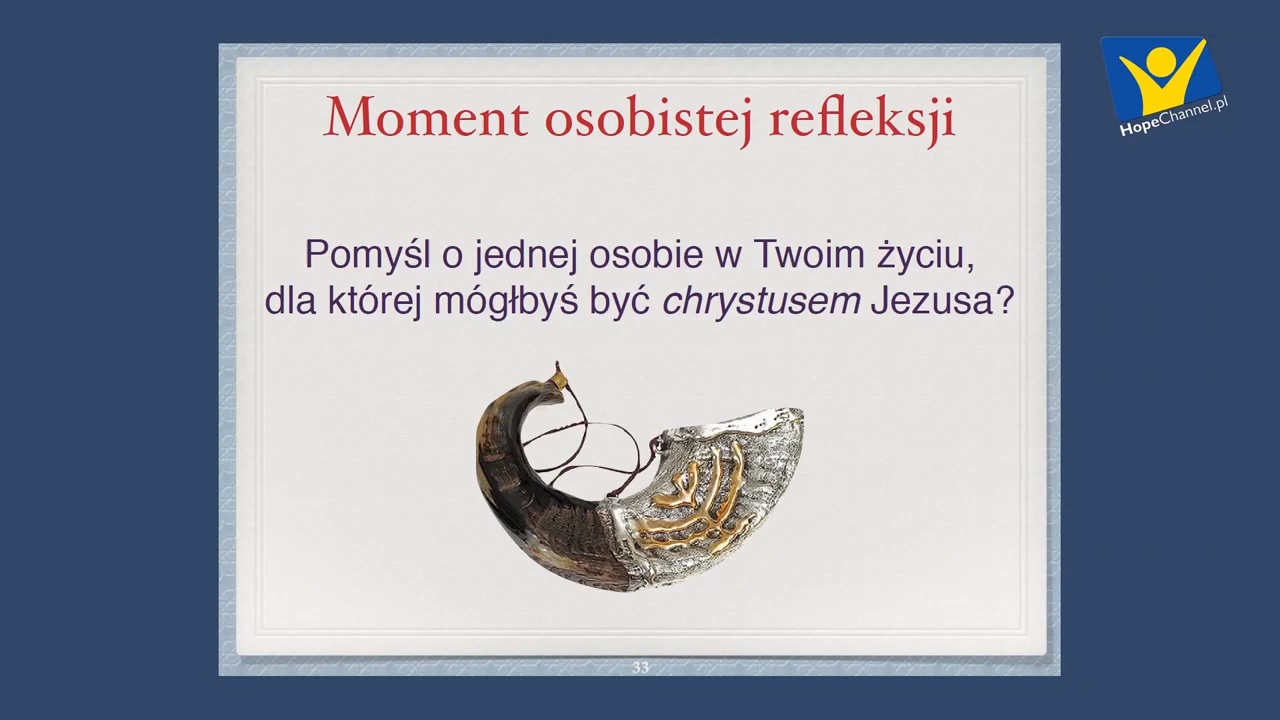 Moment osobistej refleksji
Pomyśl o jednej osobie w Twoim życiu,
dla której mógłbyś być chrystusem Jezusa?
33
HopeChannel.pl